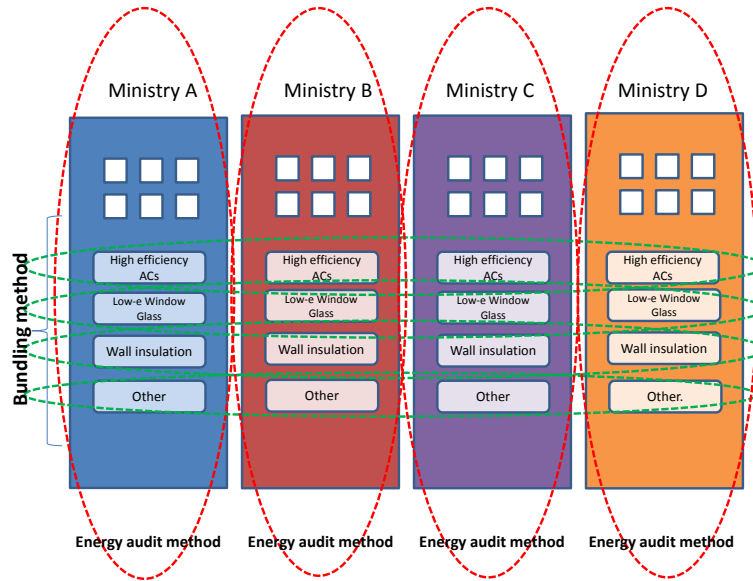 Ministry A
Ministry B
Ministry C
Ministry D
Bundling method
High efficiency
ACs
High efficiency
ACs
High efficiency
ACs
High efficiency
ACs
Low-e Window
Glass
Low-e Window
Glass
Low-e Window
Glass
Low-e Window
Glass
Wall insulation
Wall insulation
Wall insulation
Wall insulation
Other
Other
Other
Other.
Energy audit method
Energy audit method
Energy audit method
Energy audit method